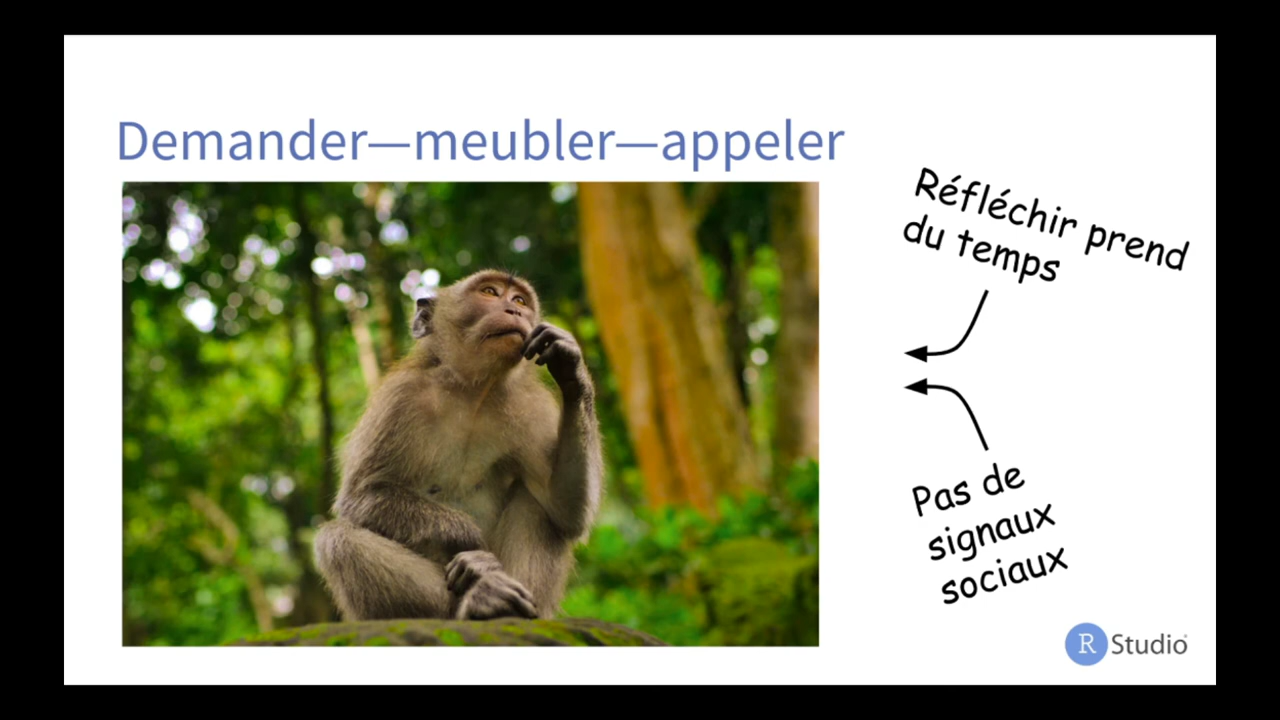 Demander—meubler—appeler
Réfléchir prend
du temps
Pas de
signaux
sociaux
R Studio